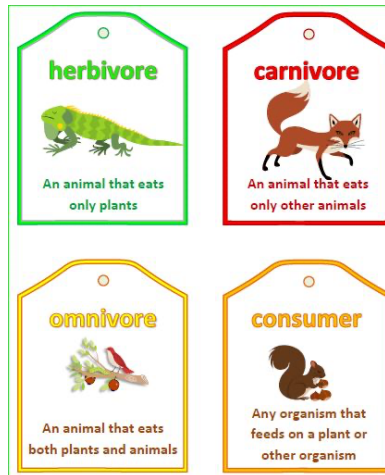 herbivore
An animal that eats
only plants
carnivore
An animal that eats
only other animals
omnivore
An animal that eats
both plants and animals
consumer
Any organism that
feeds on a plant or
other organism